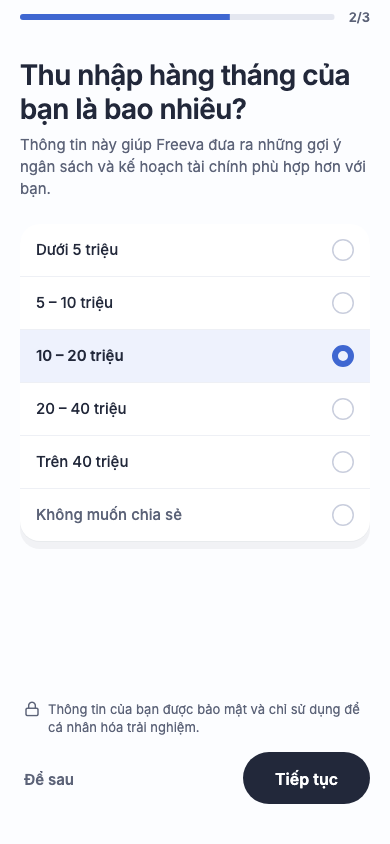 2/3
Thu nhập hàng tháng của
bạn là bao nhiêu?
Thông tin này giúp Freeva đưa ra những gợi ý
ngân sách và kế hoạch tài chính phù hợp hơn với
bạn.
Dưới 5 triệu
5 – 10 triệu
10 – 20 triệu
20 – 40 triệu
Trên 40 triệu
Không muốn chia sẻ
Thông tin của bạn được bảo mật và chỉ sử dụng để
cá nhân hóa trải nghiệm.
Để sau
Tiếp tục